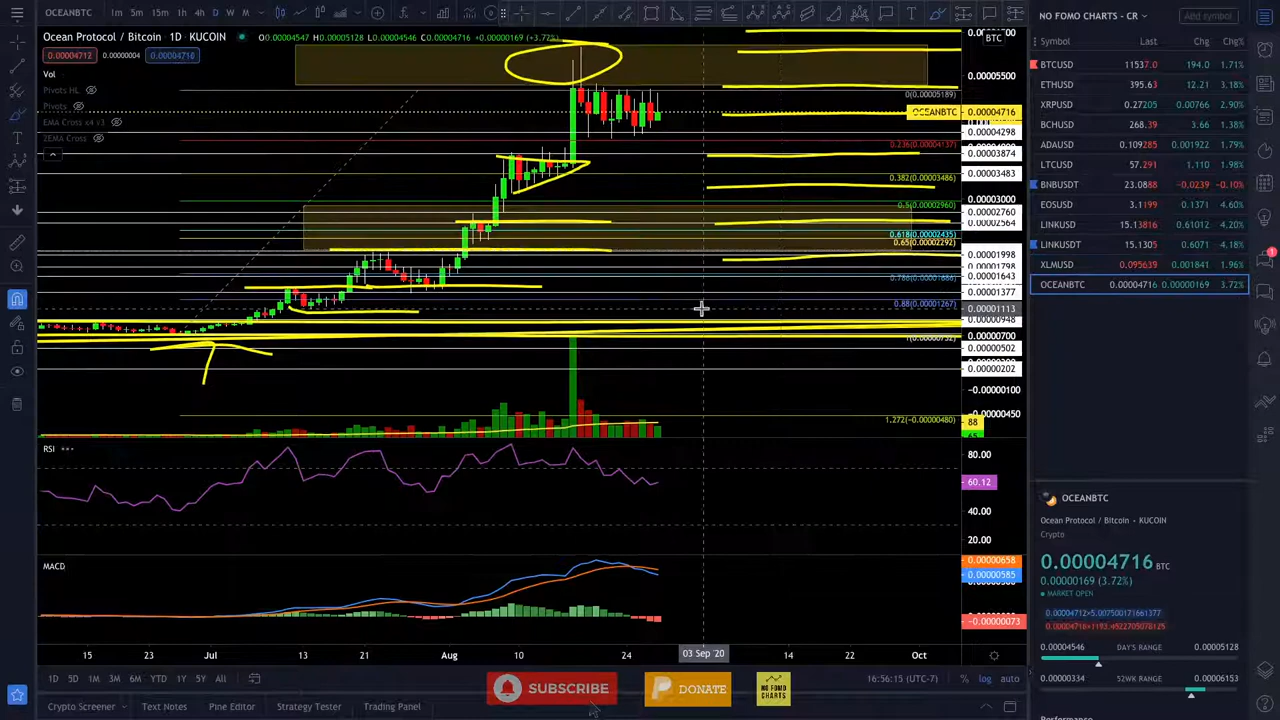 OCEANBTC 1m 5m 15m 1h 4h D W M
Ocean Protocol / Bitcoin · 1D · KUCOIN O0.00004547 H0.00005128 L0.00004546 C0.00004716 +0.00000169 (+3.72%)
0.00004712 0.00000004 0.00004716
Vol
Pivots HL
Pivots
EMA Cross x4 v3
2EMA Cross
BTC
0.00005500
0(0.00005189)
OCEANBTC 0.00004716
0.00004298
0.236(0.00004137)
0.00003874
0.00003483
0.382(0.00003486)
0.00003000
0.5(0.00002960)
0.00002760
0.00002564
0.618(0.00002435)
0.65(0.00002292)
0.00001998
0.00001798
0.786(0.00001686)
0.00001643
0.00001377
0.88(0.00001267)
0.00001113
0.00000948
0.00000700
0.00000502
0.00000202
−0.00000100
−0.00000450
1.272(−0.00000480)
88
RSI
80.00
60.12
40.00
20.00
MACD
0.00000658
0.00000585
−0.00000073
15 23 Jul 13 21 Aug 10 24 03 Sep '20 14 22 Oct
1D 5D 1M 3M 6M YTD 1Y 5Y All
16:56:15 (UTC-7) % log auto
SUBSCRIBE
DONATE
NO FOMO CHARTS
Crypto Screener Text Notes Pine Editor Strategy Tester Trading Panel
NO FOMO CHARTS - CR Add symbol
Symbol Last Chg Chg%
BTCUSD 11537.0 194.0 1.71%
ETHUSD 395.63 12.21 3.18%
XRPUSD 0.27205 0.00766 2.90%
BCHUSD 268.39 3.66 1.38%
ADAUSD 0.109285 0.001922 1.79%
LTCUSD 57.291 1.110 1.98%
BNBUSDT 23.0888 -0.0239 -0.10%
EOSUSD 3.1199 0.1371 4.60%
LINKUSD 15.13816 0.61012 4.20%
LINKUSDT 15.1305 0.6071 4.18%
XLMUSD 0.095639 0.001841 1.96%
OCEANBTC 0.00004716 0.00000169 3.72%
OCEANBTC
Ocean Protocol / Bitcoin · KUCOIN
Crypto
0.00004716 BTC
0.00000169 (3.72%)
MARKET OPEN
0.00004712×5.007500171661377
0.00004716×1193.4522705078125
0.00004546 DAY'S RANGE 0.00005128
0.00000334 52WK RANGE 0.00006153